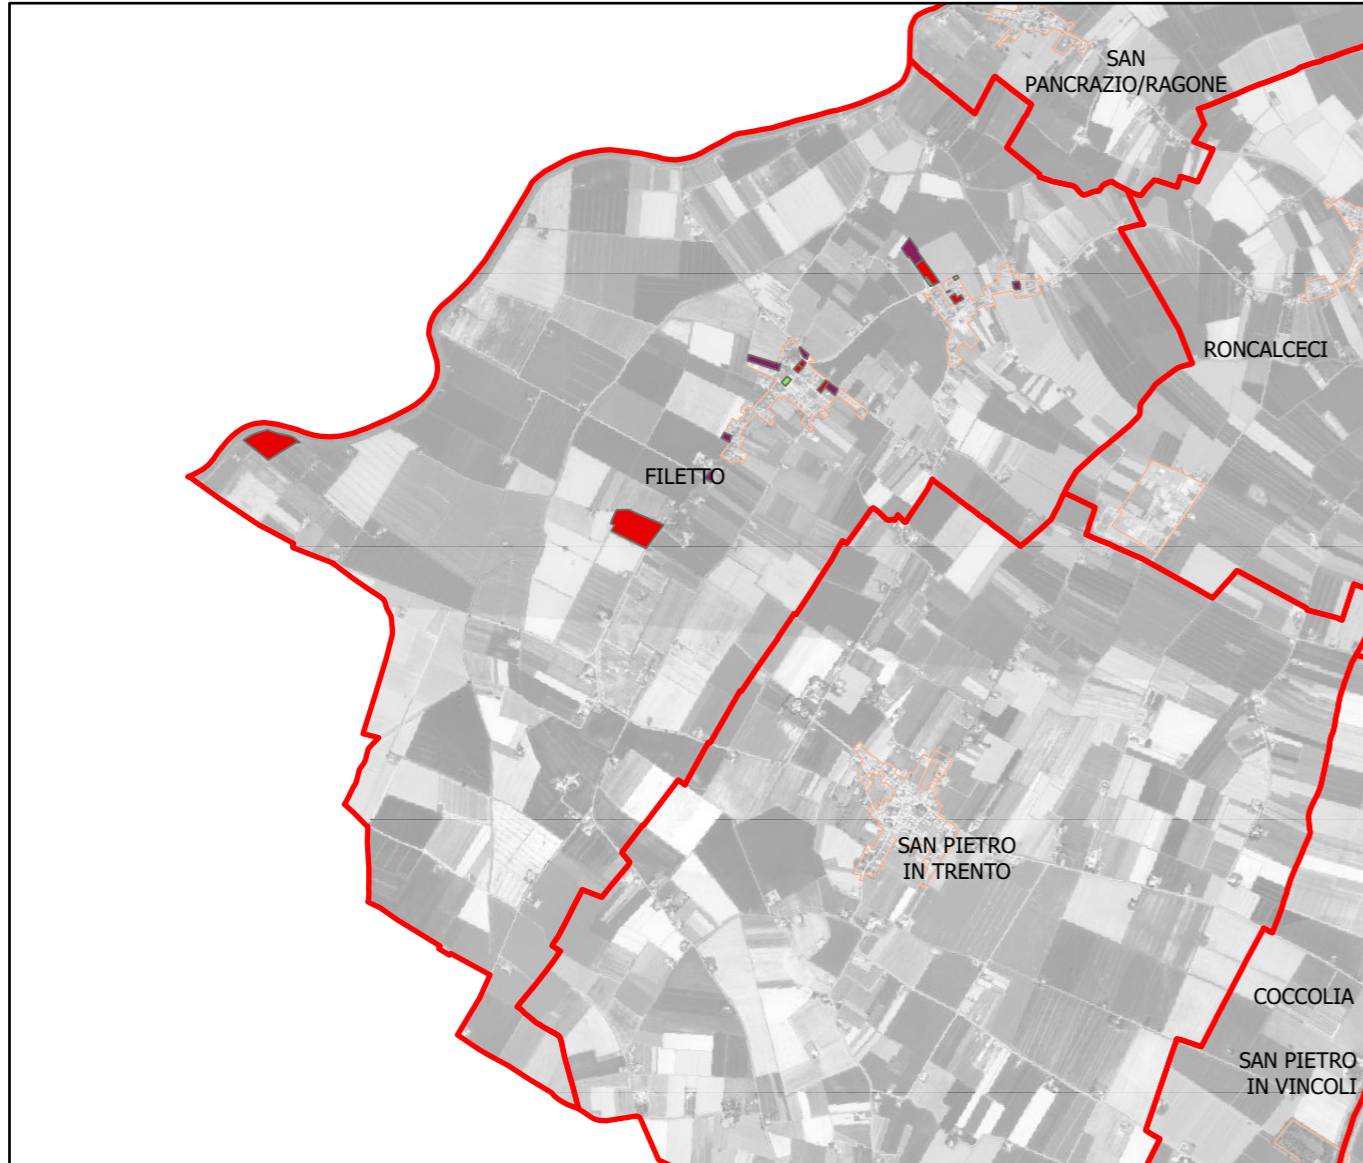 SAN
PANCRAZIO/RAGONE
RONCALCECI
FILETTO
SAN PIETRO
IN TRENTO
COCCOLIA
SAN PIETRO
IN VINCOLI